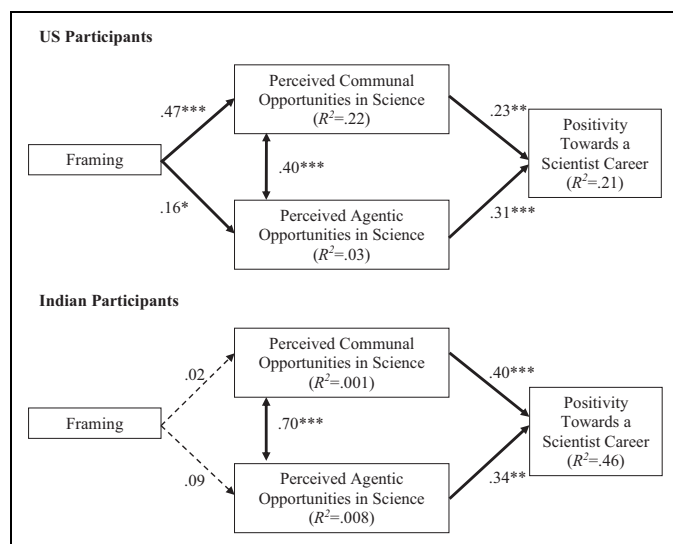 US Participants
Perceived Communal
Opportunities in Science
(R²=.22)
.47***
.23**
Positivity
Towards a
Scientist Career
(R²=.21)
Framing
.40***
.16*
Perceived Agentic
Opportunities in Science
(R²=.03)
.31***
Indian Participants
Perceived Communal
Opportunities in Science
(R²=.001)
.02
.40***
Positivity
Towards a
Scientist Career
(R²=.46)
Framing
.70***
.09
Perceived Agentic
Opportunities in Science
(R²=.008)
.34**